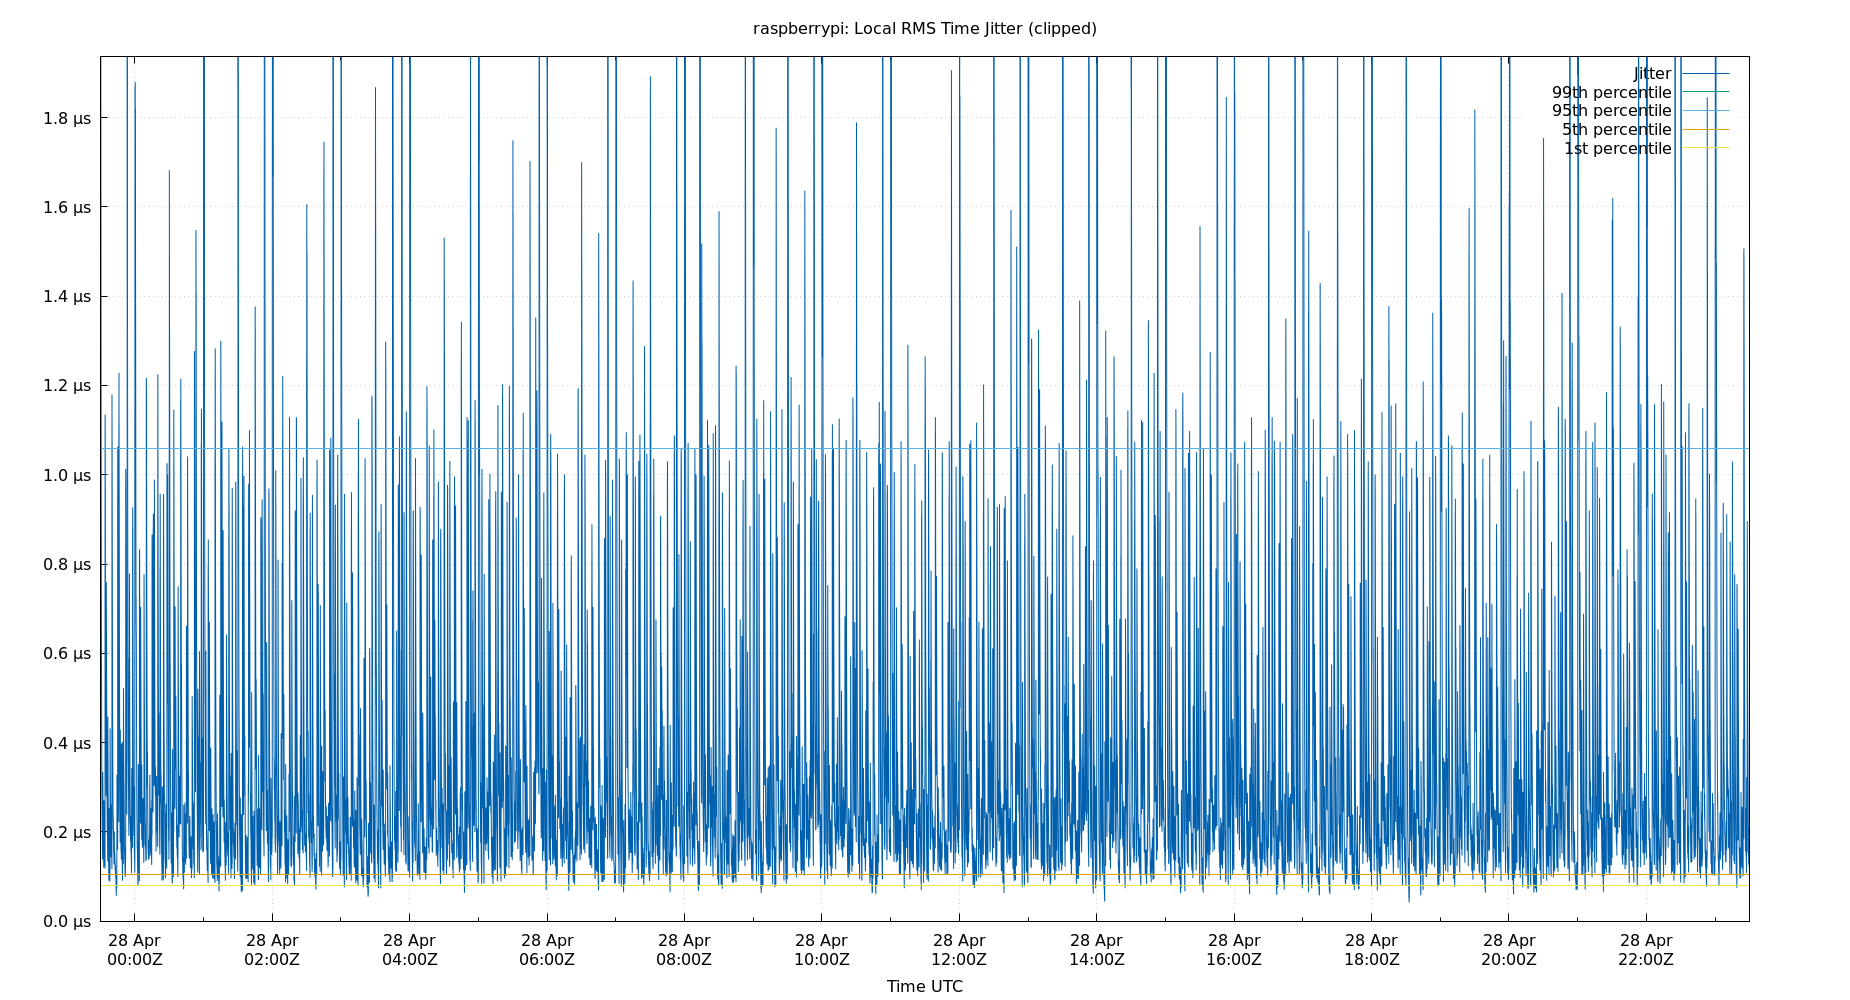 raspberrypi: Local RMS Time Jitter (clipped)
Jitter
99th percentile
95th percentile
5th percentile
1st percentile
1.8 μs
1.6 μs
1.4 μs
1.2 μs
1.0 μs
0.8 μs
0.6 μs
0.4 μs
0.2 μs
0.0 μs
28 Apr 28 Apr 28 Apr 28 Apr 28 Apr 28 Apr 28 Apr 28 Apr 28 Apr 28 Apr 28 Apr 28 Apr
00:00Z 02:00Z 04:00Z 06:00Z 08:00Z 10:00Z 12:00Z 14:00Z 16:00Z 18:00Z 20:00Z 22:00Z
Time UTC